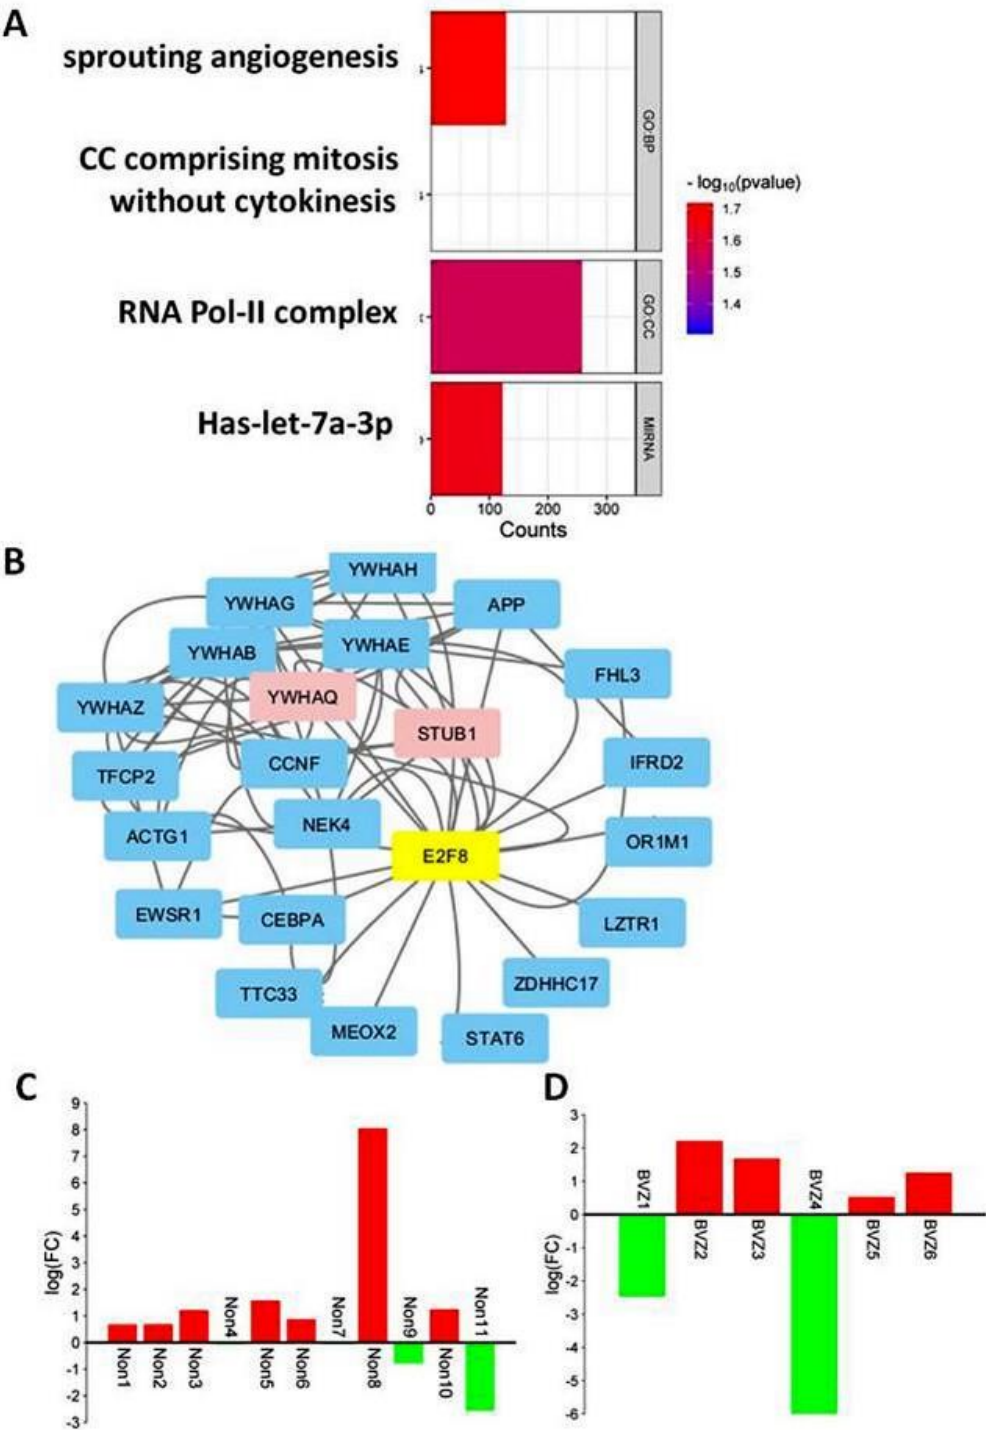 A
sprouting angiogenesis
CC comprising mitosis
without cytokinesis
RNA Pol-II complex
Has-let-7a-3p
GO:BP
GO:CC
MIRNA
- log10(pvalue)
1.7
1.6
1.5
1.4
0 100 200 300
Counts
B
YWHAH
YWHAG
APP
YWHAB
YWHAE
FHL3
YWHAQ
YWHAZ
STUB1
CCNF
IFRD2
TFCP2
NEK4
ACTG1
OR1M1
E2F8
EWSR1
CEBPA
LZTR1
TTC33
ZDHHC17
MEOX2
STAT6
C
log(FC)
9
8
7
6
5
4
3
2
1
0
-1
-2
-3
Non1
Non2
Non3
Non4
Non5
Non6
Non7
Non8
Non9
Non10
Non11
D
log(FC)
3
2
1
0
-1
-2
-3
-4
-5
-6
BVZ1
BVZ2
BVZ3
BVZ4
BVZ5
BVZ6